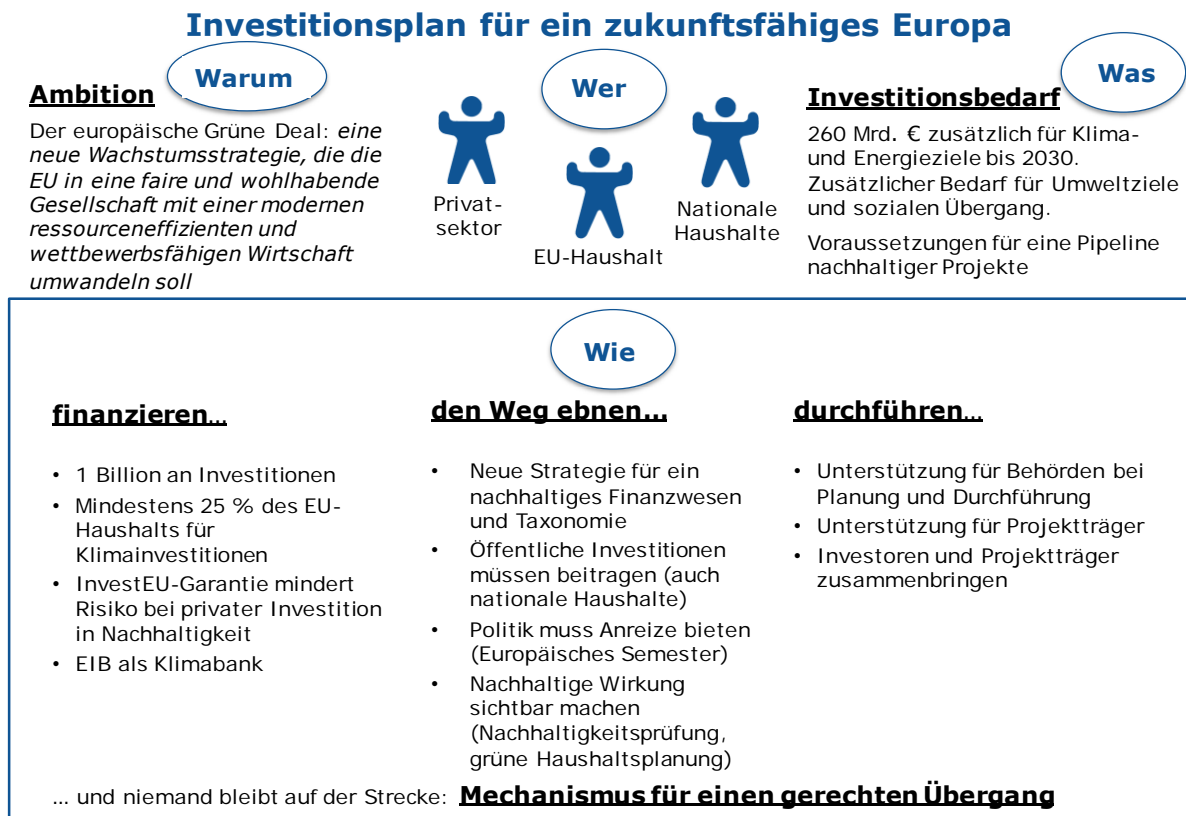 Investitionsplan für ein zukunftsfähiges Europa
Warum
Ambition
Der europäische Grüne Deal: eine
neue Wachstumsstrategie, die die
EU in eine faire und wohlhabende
Gesellschaft mit einer modernen
ressourceneffizienten und
wettbewerbsfähigen Wirtschaft
umwandeln soll
Wer
Privat-
sektor
EU-Haushalt
Nationale
Haushalte
Was
Investitionsbedarf
260 Mrd. € zusätzlich für Klima-
und Energieziele bis 2030.
Zusätzlicher Bedarf für Umweltziele
und sozialen Übergang.
Voraussetzungen für eine Pipeline
nachhaltiger Projekte
Wie
finanzieren...
• 1 Billion an Investitionen
• Mindestens 25 % des EU-
Haushalts für
Klimainvestitionen
• InvestEU-Garantie mindert
Risiko bei privater Investition
in Nachhaltigkeit
• EIB als Klimabank
den Weg ebnen...
• Neue Strategie für ein
nachhaltiges Finanzwesen
und Taxonomie
• Öffentliche Investitionen
müssen beitragen (auch
nationale Haushalte)
• Politik muss Anreize bieten
(Europäisches Semester)
• Nachhaltige Wirkung
sichtbar machen
(Nachhaltigkeitsprüfung,
grüne Haushaltsplanung)
durchführen...
• Unterstützung für Behörden bei
Planung und Durchführung
• Unterstützung für Projektträger
• Investoren und Projektträger
zusammenbringen
... und niemand bleibt auf der Strecke: Mechanismus für einen gerechten Übergang